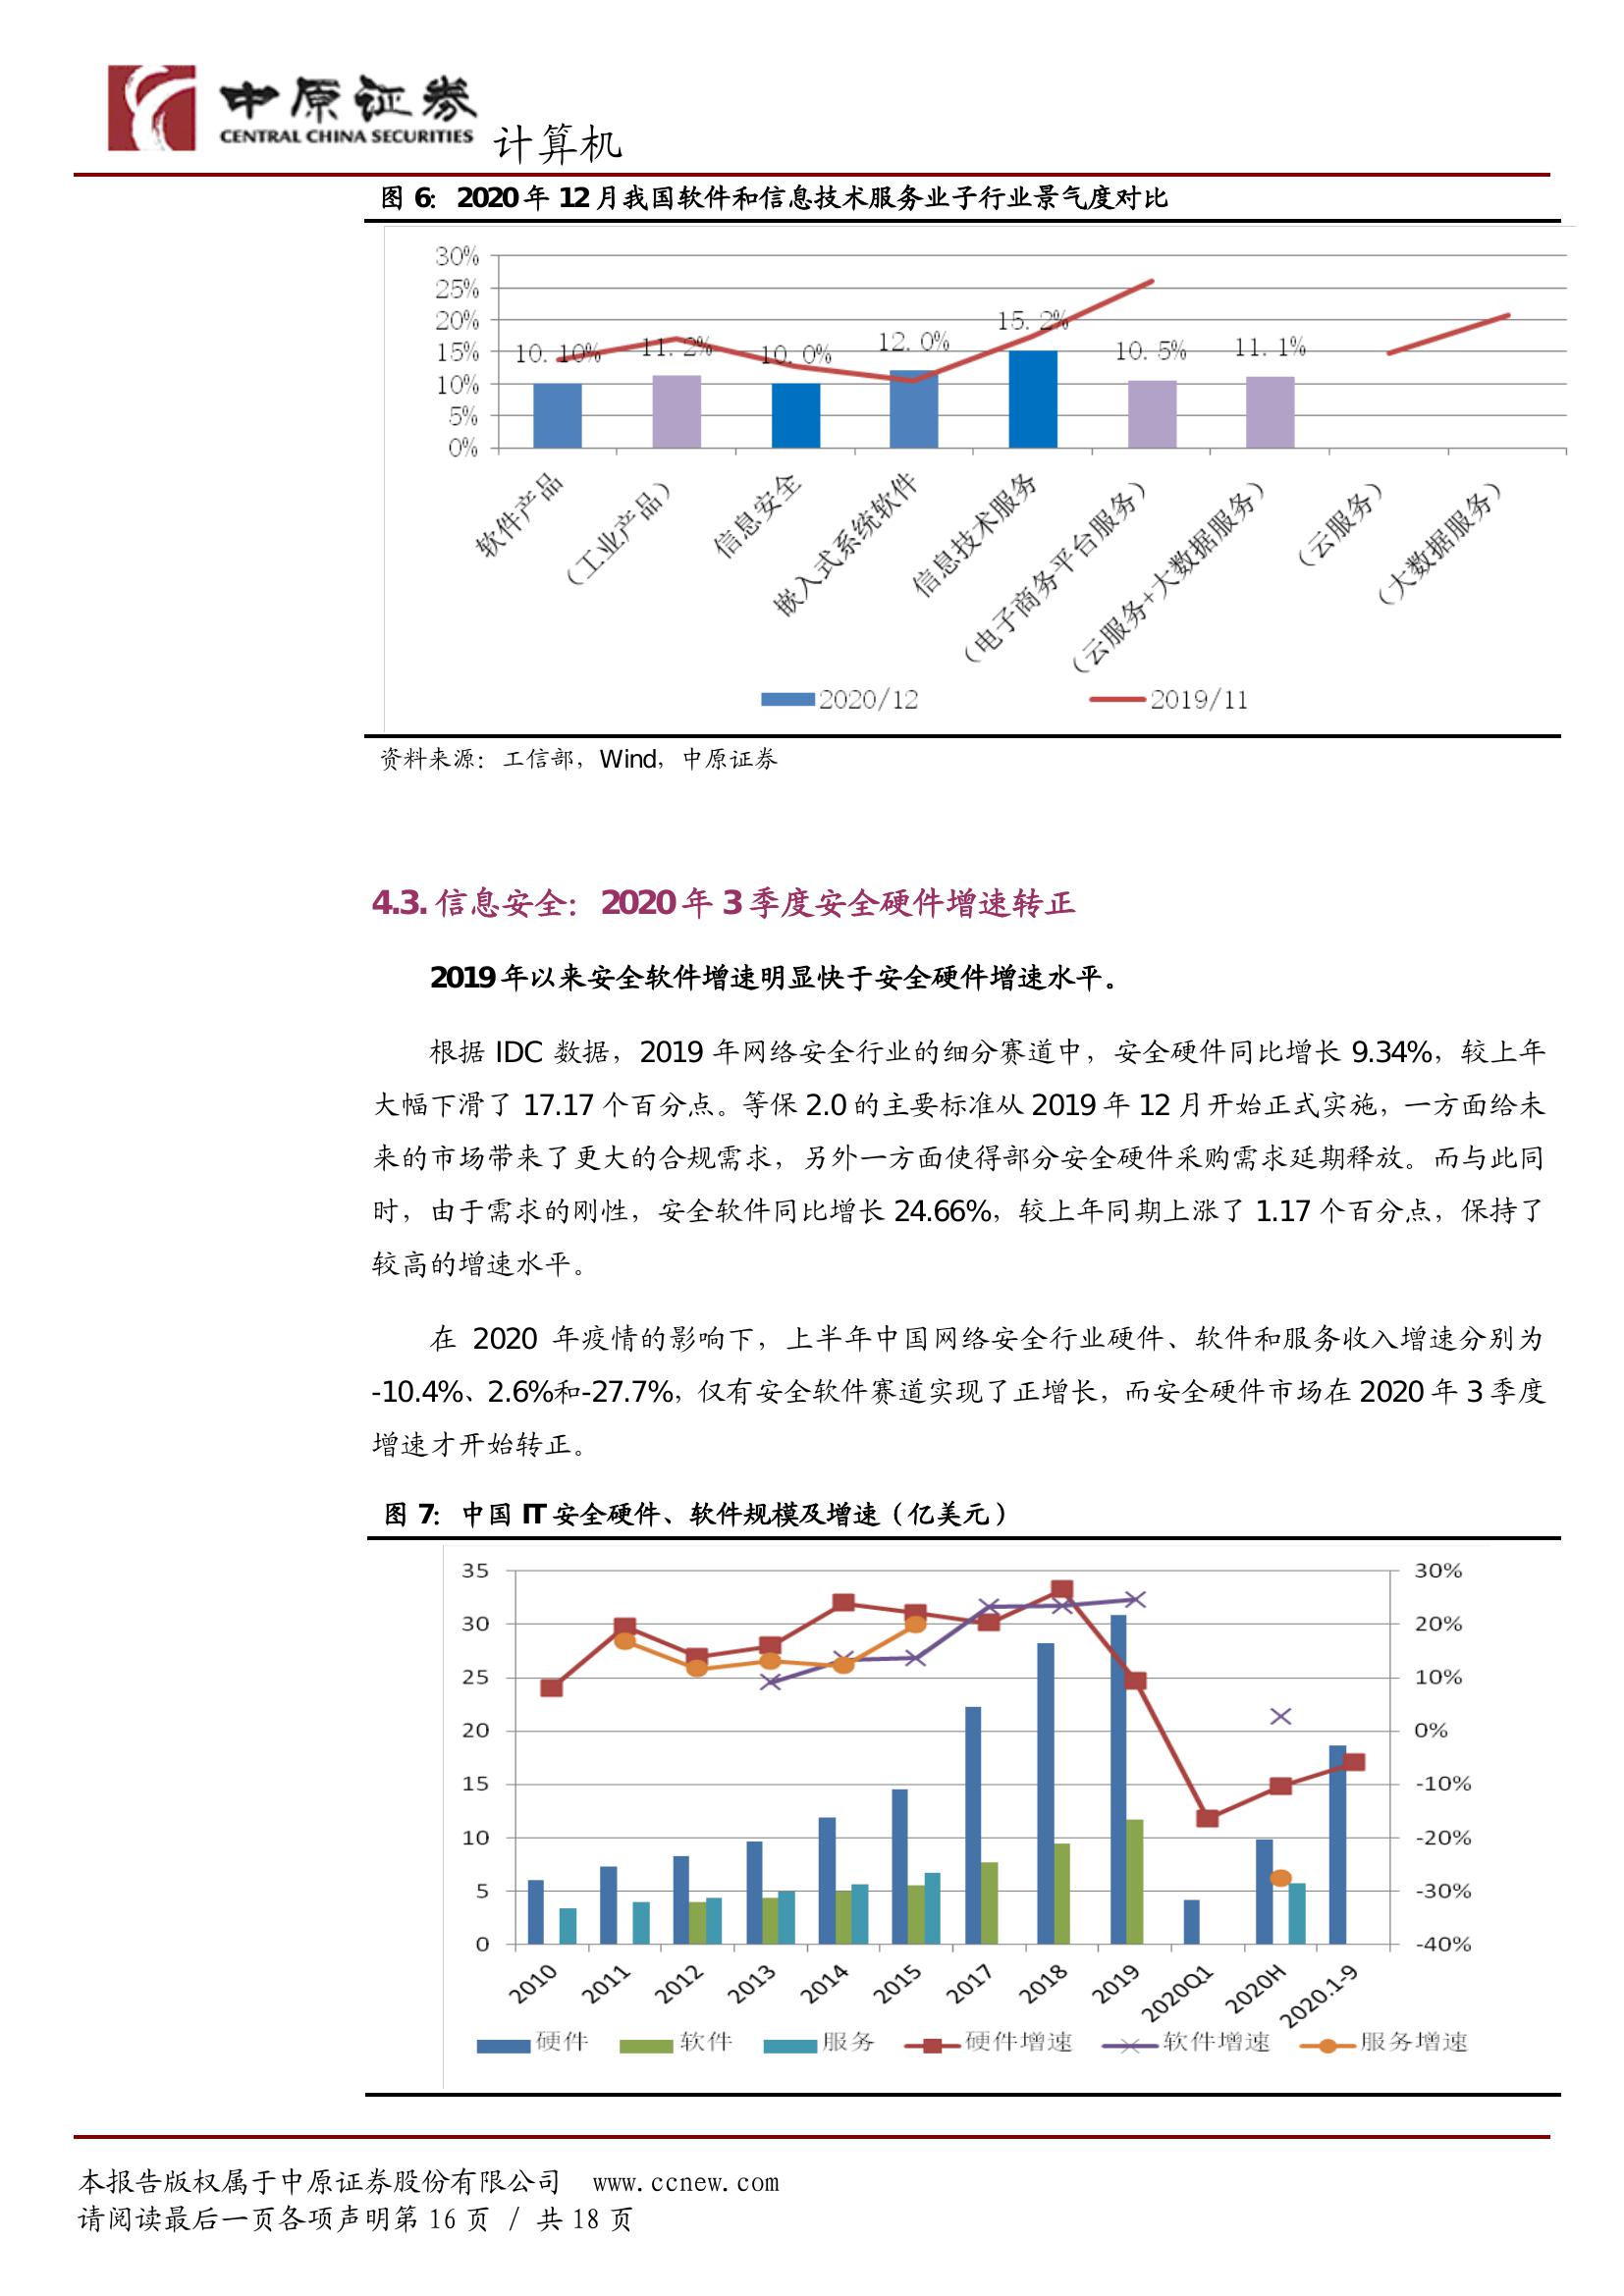 中原证券
CENTRAL CHINA SECURITIES
计算机
图 6: 2020 年 12 月我国软件和信息技术服务业子行业景气度对比
30%
25%
20%
15%
10%
5%
0%
10.10%
11.2%
10.0%
12.0%
15.2%
10.5%
11.1%
软件产品
（工业产品）
信息安全
嵌入式系统软件
信息技术服务
（电子商务平台服务）
（云服务+大数据服务）
（云服务）
（大数据服务）
2020/12
2019/11
资料来源：工信部，Wind，中原证券
4.3. 信息安全：2020 年 3 季度安全硬件增速转正
2019 年以来安全软件增速明显快于安全硬件增速水平。
根据 IDC 数据，2019 年网络安全行业的细分赛道中，安全硬件同比增长 9.34%，较上年
大幅下滑了 17.17 个百分点。等保 2.0 的主要标准从 2019 年 12 月开始正式实施，一方面给未
来的市场带来了更大的合规需求，另外一方面使得部分安全硬件采购需求延期释放。而与此同
时，由于需求的刚性，安全软件同比增长 24.66%，较上年同期上涨了 1.17 个百分点，保持了
较高的增速水平。
在 2020 年疫情的影响下，上半年中国网络安全行业硬件、软件和服务收入增速分别为
-10.4%、2.6%和-27.7%，仅有安全软件赛道实现了正增长，而安全硬件市场在 2020 年 3 季度
增速才开始转正。
图 7: 中国 IT 安全硬件、软件规模及增速（亿美元）
35
30
25
20
15
10
5
0
30%
20%
10%
0%
-10%
-20%
-30%
-40%
2010
2011
2012
2013
2014
2015
2017
2018
2019
2020Q1
2020H
2020.1-9
硬件
软件
服务
硬件增速
软件增速
服务增速
本报告版权属于中原证券股份有限公司 www.ccnew.com
请阅读最后一页各项声明第 16 页 / 共 18 页